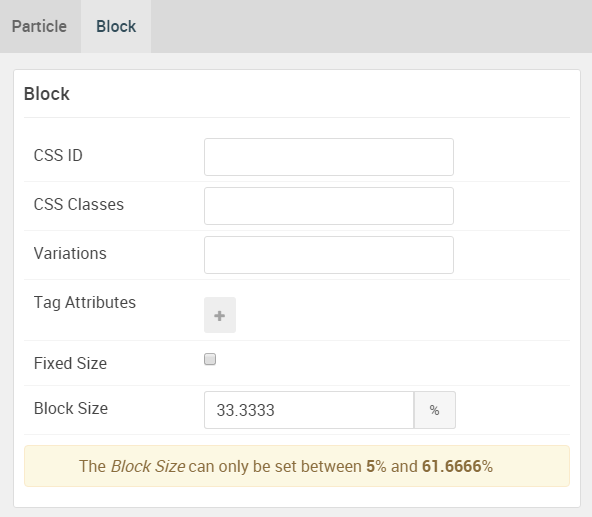 Particle Block
Block
CSS ID
CSS Classes
Variations
Tag Attributes
+
Fixed Size
Block Size 33.3333 %
The Block Size can only be set between 5% and 61.6666%